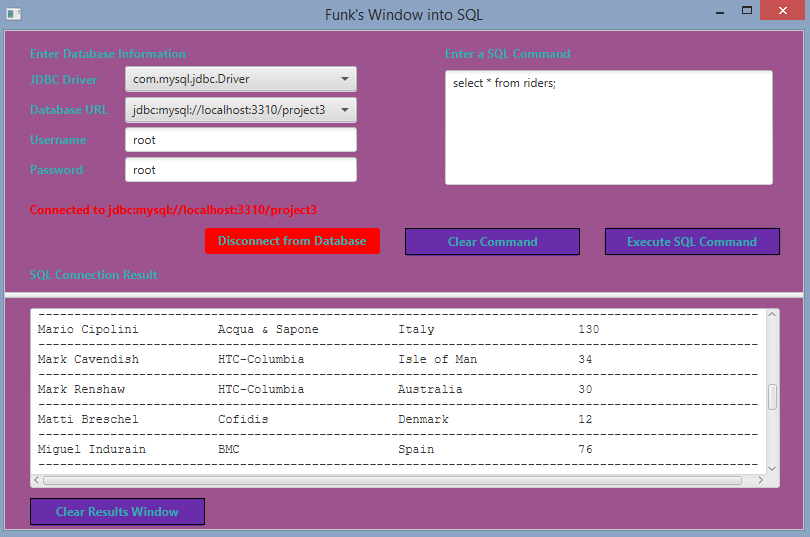 Funk's Window into SQL
Enter Database Information
JDBC Driver com.mysql.jdbc.Driver
Database URL jdbc:mysql://localhost:3310/project3
Username root
Password root
Enter a SQL Command
select * from riders;
Connected to jdbc:mysql://localhost:3310/project3
Disconnect from Database Clear Command Execute SQL Command
SQL Connection Result
Mario Cipolini Acqua & Sapone Italy 130
Mark Cavendish HTC-Columbia Isle of Man 34
Mark Renshaw HTC-Columbia Australia 30
Matti Breschel Cofidis Denmark 12
Miguel Indurain BMC Spain 76
Clear Results Window